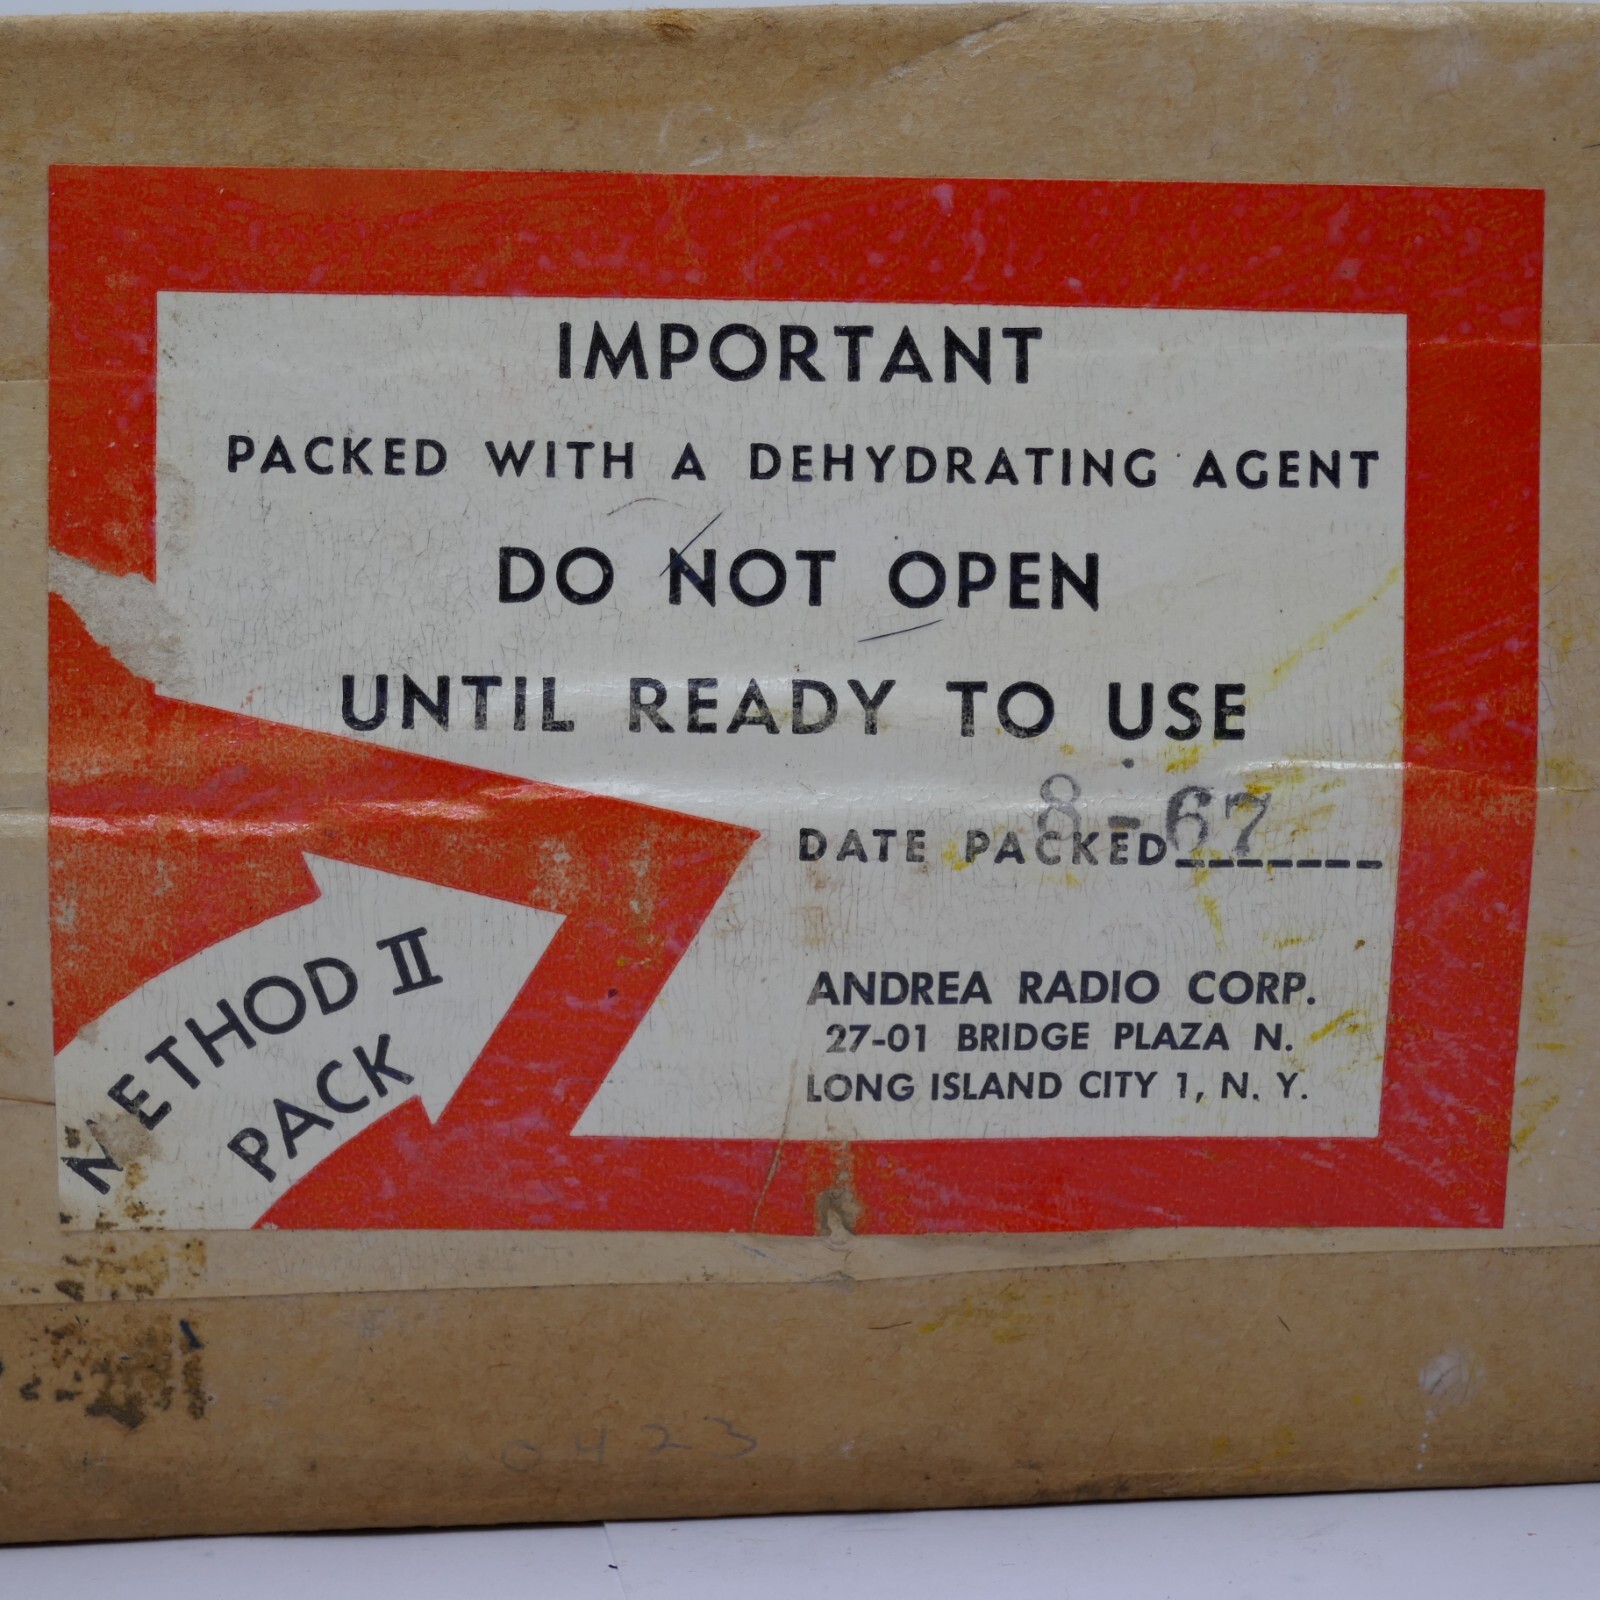 IMPORTANT
PACKED WITH A DEHYDRATING AGENT
DO NOT OPEN
UNTIL READY TO USE
DATE PACKED 8-67
ANDREA RADIO CORP.
27-01 BRIDGE PLAZA N.
LONG ISLAND CITY 1, N. Y.
METHOD II
PACK
0423